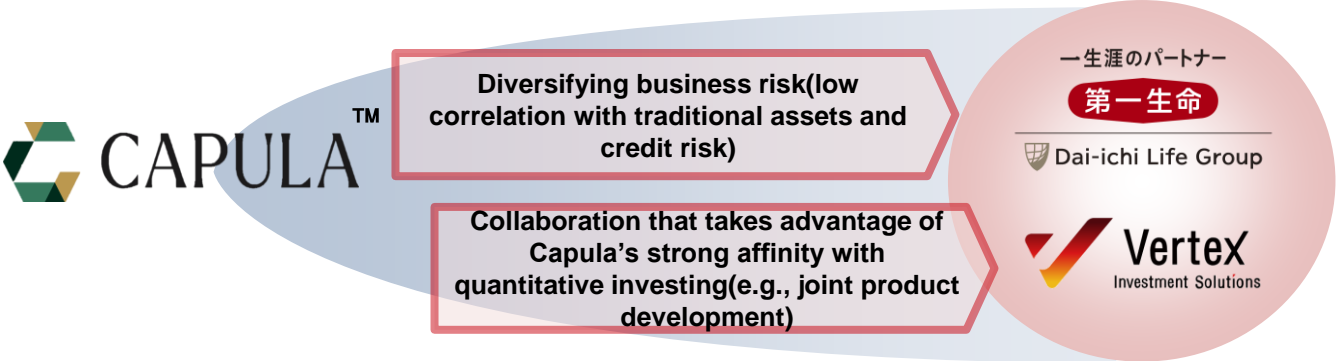 CAPULA
™
Diversifying business risk(low
correlation with traditional assets and
credit risk)
Collaboration that takes advantage of
Capula's strong affinity with
quantitative investing(e.g., joint product
development)
一生涯のパートナー
第一生命
Dai-ichi Life Group
Vertex
Investment Solutions